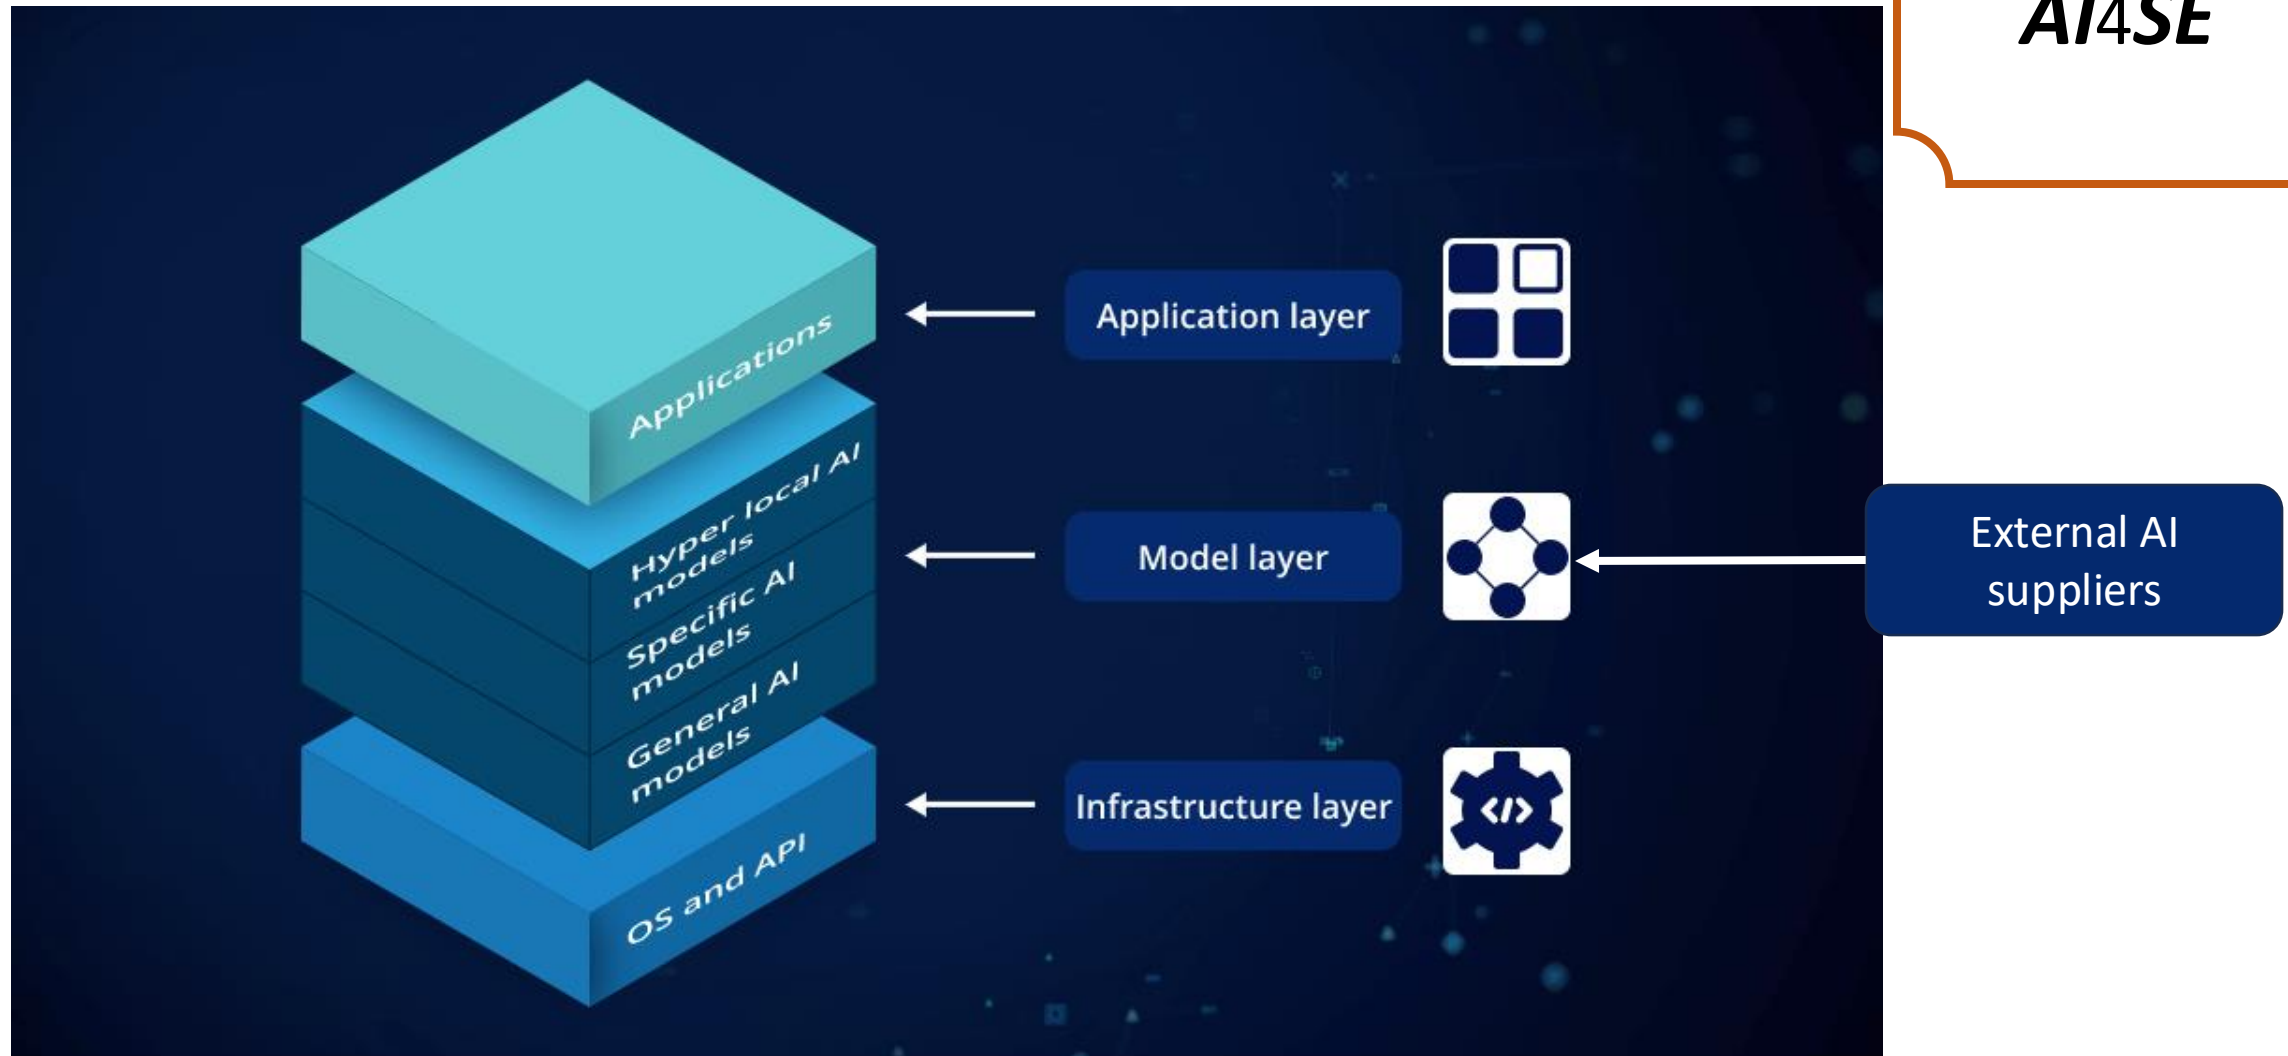 AI4SE
Applications
Application layer
Hyper local AI
models
Specific AI
models
General AI
models
Model layer
External AI
suppliers
OS and API
Infrastructure layer